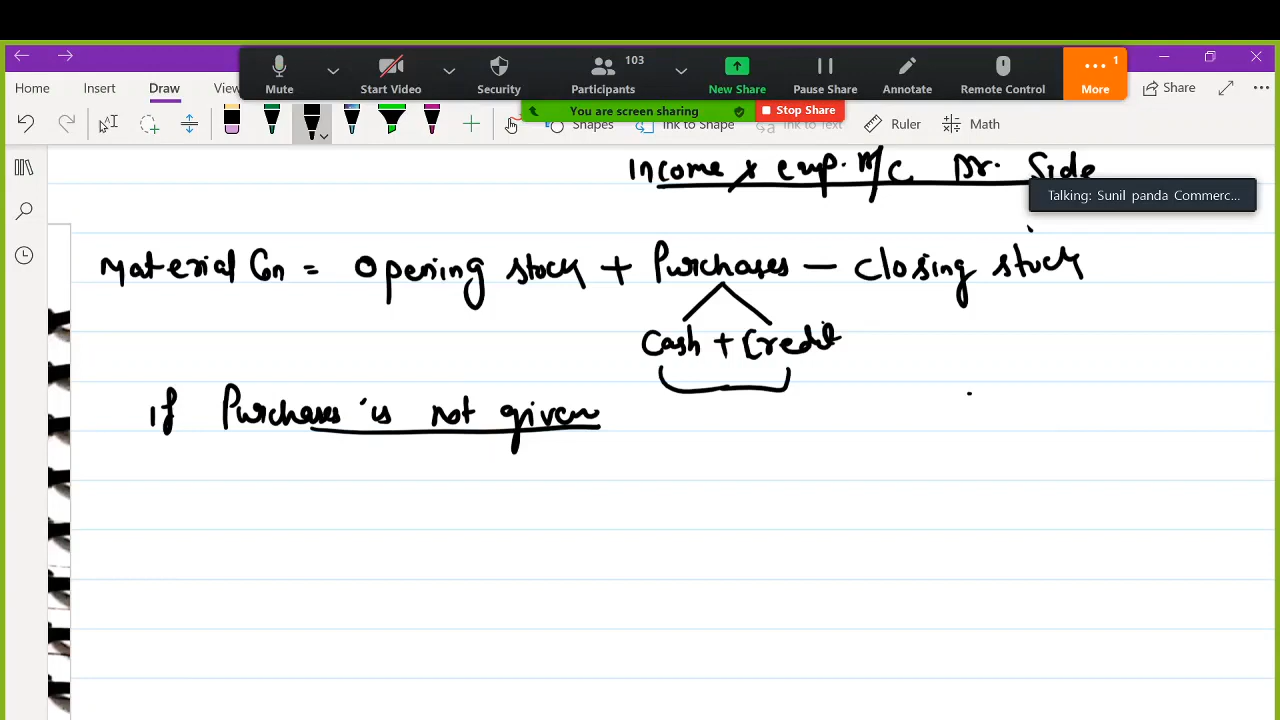 103
1
Mute
Start Video
Security
Participants
New Share
Pause Share
Annotate
Remote Control
More
Home
Insert
Draw
Share
You are screen sharing
Stop Share
Shapes
Ink to Shape
Ink to Text
Ruler
Math
Income & exp. A/C Dr. Side
Talking: Sunil panda Commerc...
Material Con = Opening stock + Purchases − closing stock
Cash + Credit
if Purchases is not given